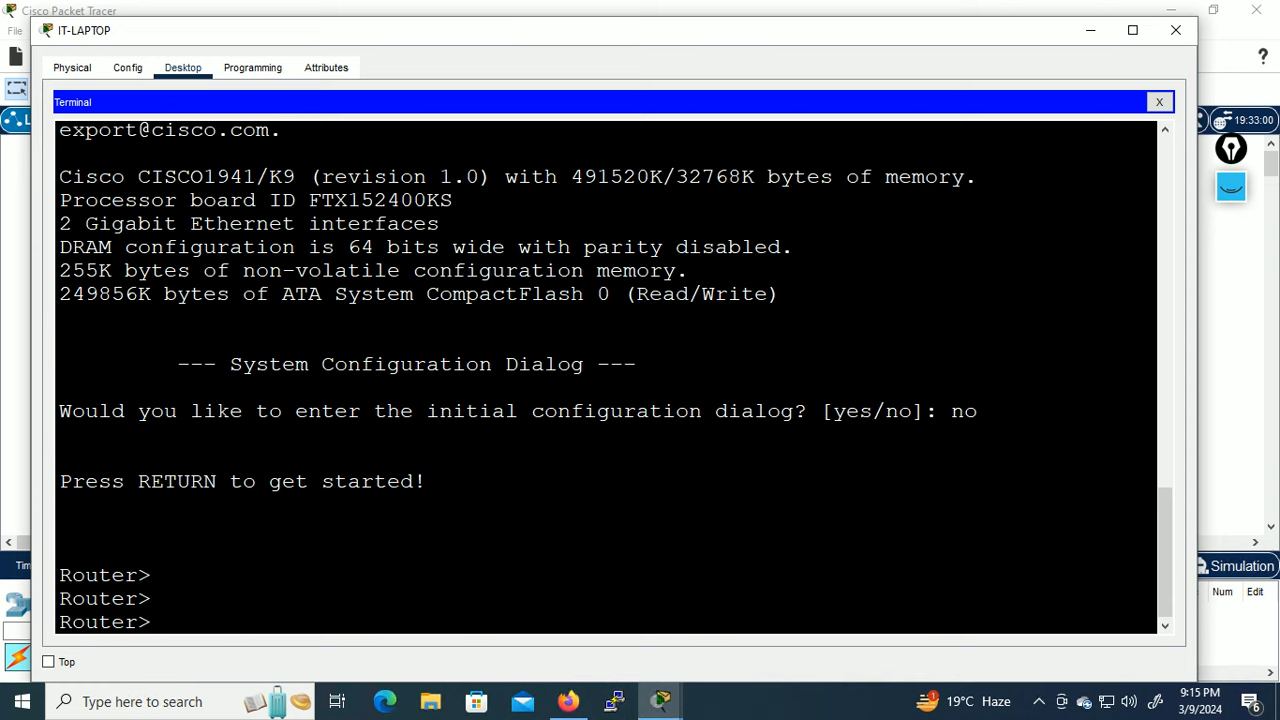 Cisco Packet Tracer
File
IT-LAPTOP
Physical Config Desktop Programming Attributes
Terminal X
19:33:00
export@cisco.com.
Cisco CISCO1941/K9 (revision 1.0) with 491520K/32768K bytes of memory.
Processor board ID FTX152400KS
2 Gigabit Ethernet interfaces
DRAM configuration is 64 bits wide with parity disabled.
255K bytes of non-volatile configuration memory.
249856K bytes of ATA System CompactFlash 0 (Read/Write)
--- System Configuration Dialog ---
Would you like to enter the initial configuration dialog? [yes/no]: no
Press RETURN to get started!
Router>
Router>
Router>
Simulation
Num Edit
Top
Type here to search
1
19°C Haze
9:15 PM
3/9/2024
6